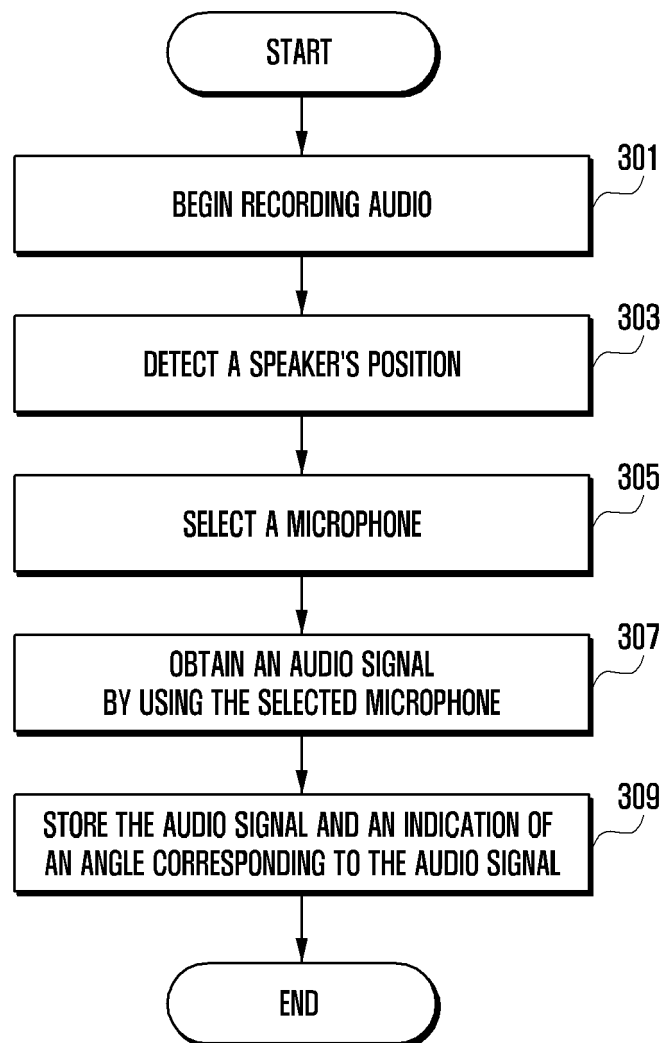 START
301
BEGIN RECORDING AUDIO
303
DETECT A SPEAKER'S POSITION
305
SELECT A MICROPHONE
307
OBTAIN AN AUDIO SIGNAL
BY USING THE SELECTED MICROPHONE
309
STORE THE AUDIO SIGNAL AND AN INDICATION OF
AN ANGLE CORRESPONDING TO THE AUDIO SIGNAL
END